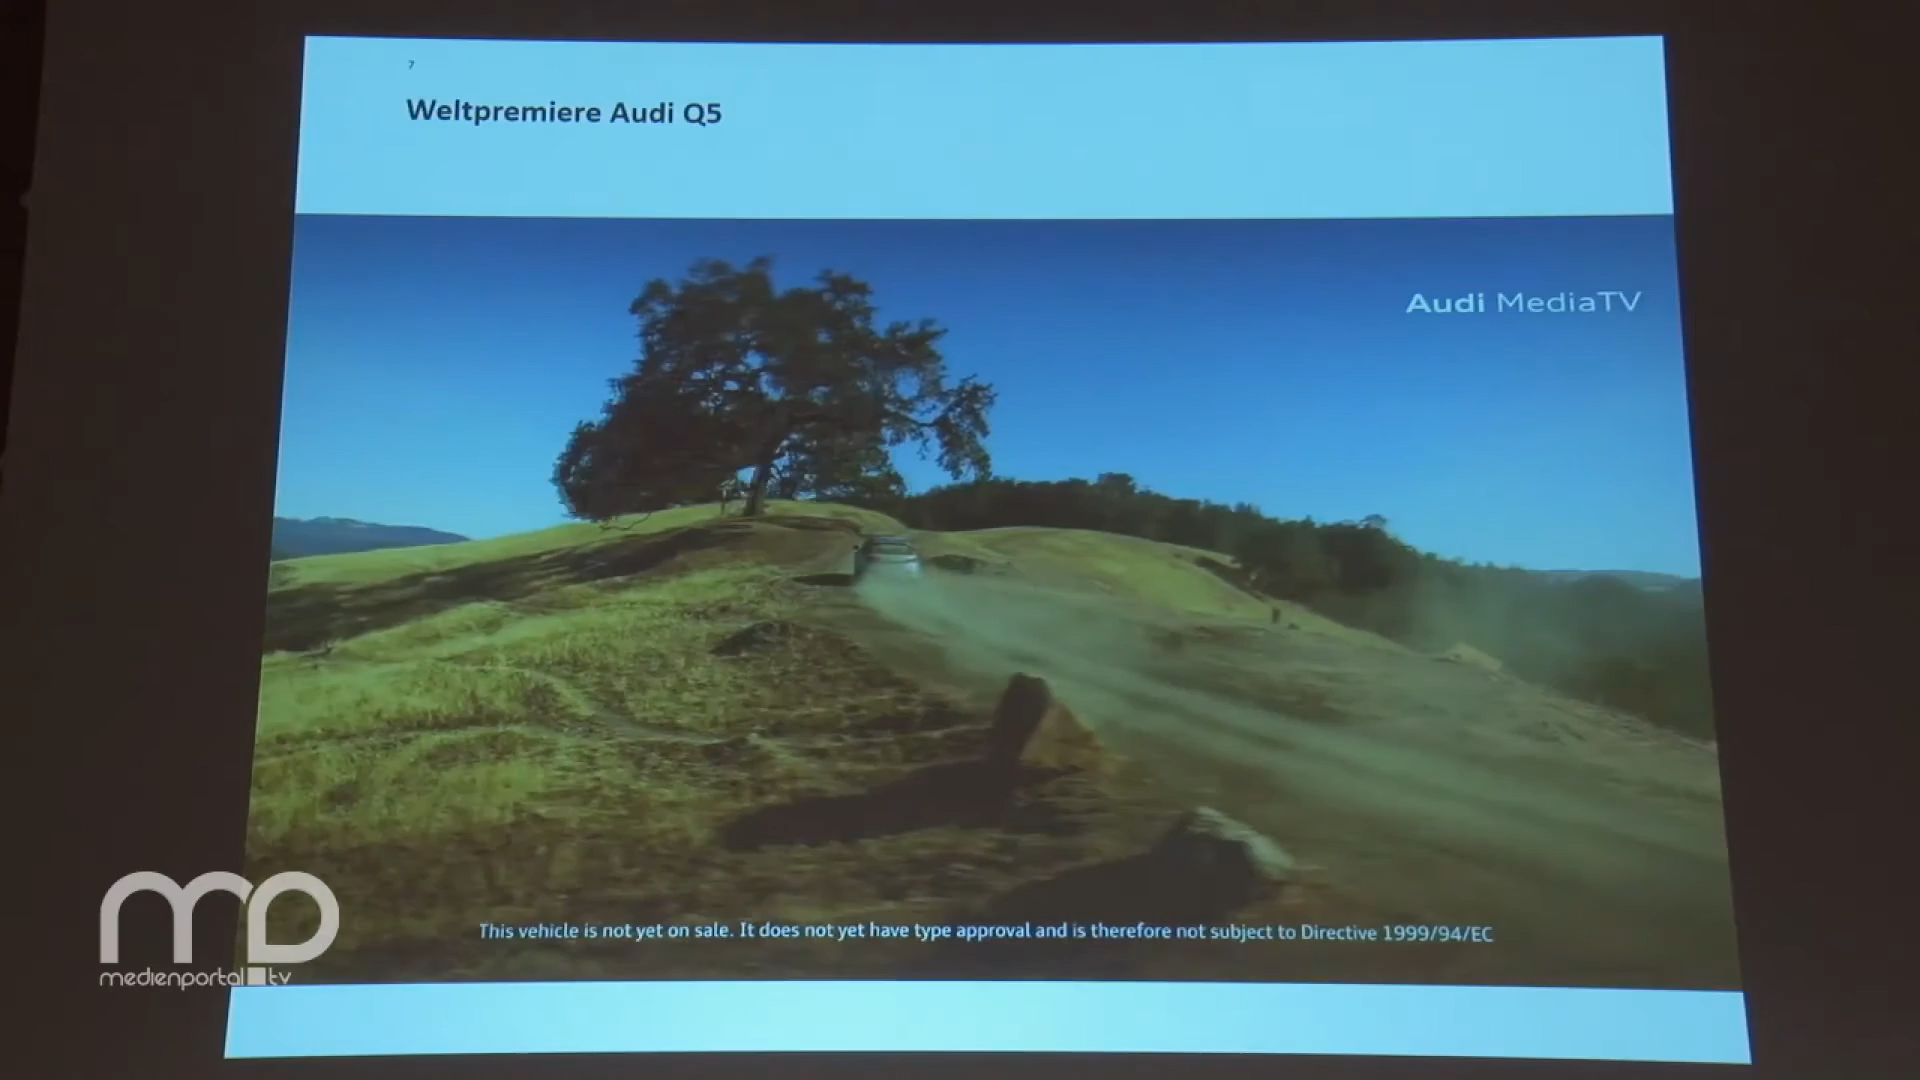 7
Weltpremiere Audi Q5
Audi MediaTV
This vehicle is not yet on sale. It does not yet have type approval and is therefore not subject to Directive 1999/94/EC
mp
medienportal.tv